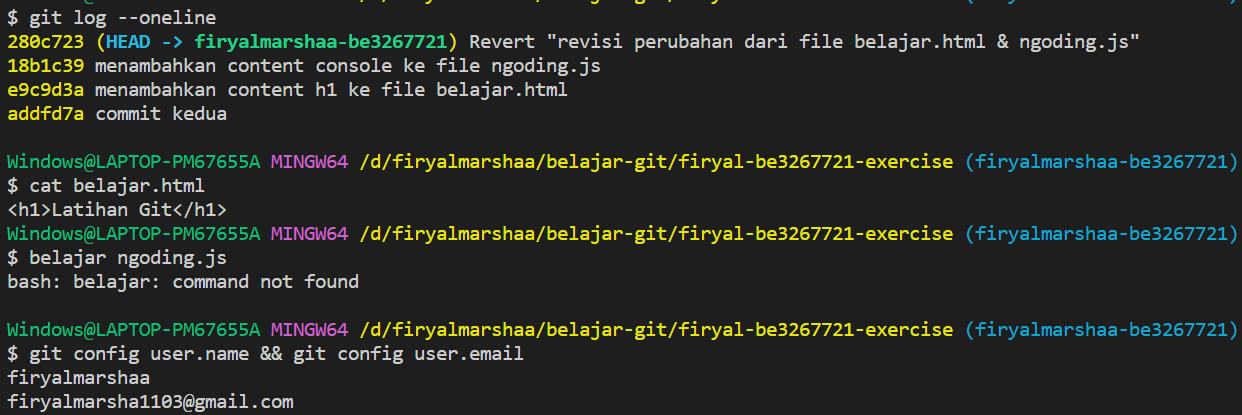 $ git log --oneline
280c723 (HEAD -> firyalmarshaa-be3267721) Revert "revisi perubahan dari file belajar.html & ngoding.js"
18b1c39 menambahkan content console ke file ngoding.js
e9c9d3a menambahkan content h1 ke file belajar.html
addfd7a commit kedua
Windows@LAPTOP-PM67655A MINGW64 /d/firyalmarshaa/belajar-git/firyal-be3267721-exercise (firyalmarshaa-be3267721)
$ cat belajar.html
<h1>Latihan Git</h1>
Windows@LAPTOP-PM67655A MINGW64 /d/firyalmarshaa/belajar-git/firyal-be3267721-exercise (firyalmarshaa-be3267721)
$ belajar ngoding.js
bash: belajar: command not found
Windows@LAPTOP-PM67655A MINGW64 /d/firyalmarshaa/belajar-git/firyal-be3267721-exercise (firyalmarshaa-be3267721)
$ git config user.name && git config user.email
firyalmarshaa
firyalmarsha1103@gmail.com